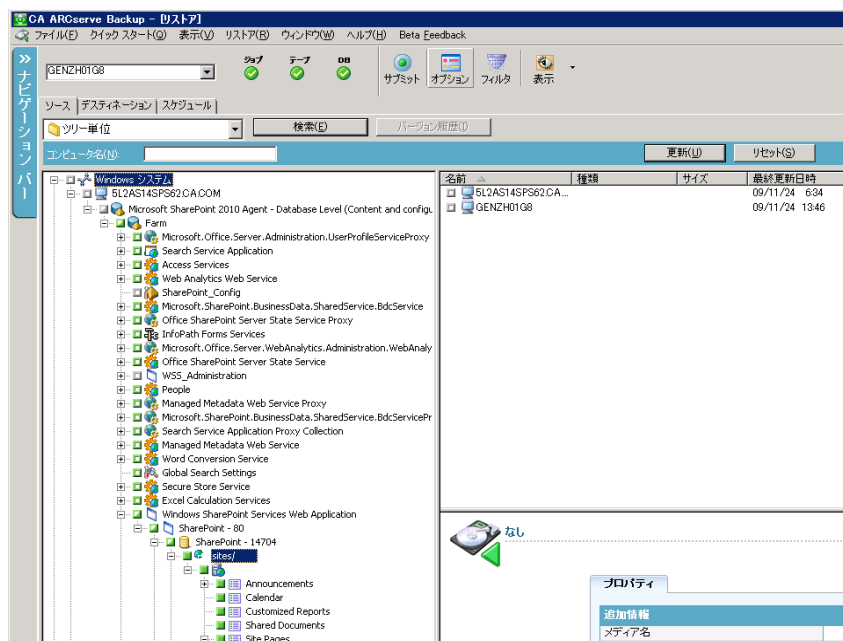 CA ARCserve Backup - [リストア]
ファイル(F) クイック スタート(Q) 表示(V) リストア(R) ウィンドウ(W) ヘルプ(H) Beta Feedback
GENZH01G8
ジョブ テープ DB
サブミット オプション フィルタ 表示
ナビゲーション バー
ソース デスティネーション スケジュール
ツリー単位 検索(E) バージョン履歴(I)
コンピュータ名(N): 更新(U) リセット(S)
名前 種類 サイズ 最終更新日時
5L2AS14SPS62.CA... 09/11/24 6:34
GENZH01G8 09/11/24 13:46
Windows システム
5L2AS14SPS62.CA.COM
Microsoft SharePoint 2010 Agent - Database Level (Content and configu
Farm
Microsoft.Office.Server.Administration.UserProfileServiceProxy
Search Service Application
Access Services
Web Analytics Web Service
SharePoint_Config
Microsoft.SharePoint.BusinessData.SharedService.BdcService
Office SharePoint Server State Service Proxy
InfoPath Forms Services
Microsoft.Office.Server.WebAnalytics.Administration.WebAnaly
Office SharePoint Server State Service
WSS_Administration
People
Managed Metadata Web Service Proxy
Microsoft.SharePoint.BusinessData.SharedService.BdcServicePr
Search Service Application Proxy Collection
Managed Metadata Web Service
Word Conversion Service
Global Search Settings
Secure Store Service
Excel Calculation Services
Windows SharePoint Services Web Application
SharePoint - 80
SharePoint - 14704
sites/
Announcements
Calendar
Customized Reports
Shared Documents
Site Pages
なし
プロパティ
追加情報
メディア名